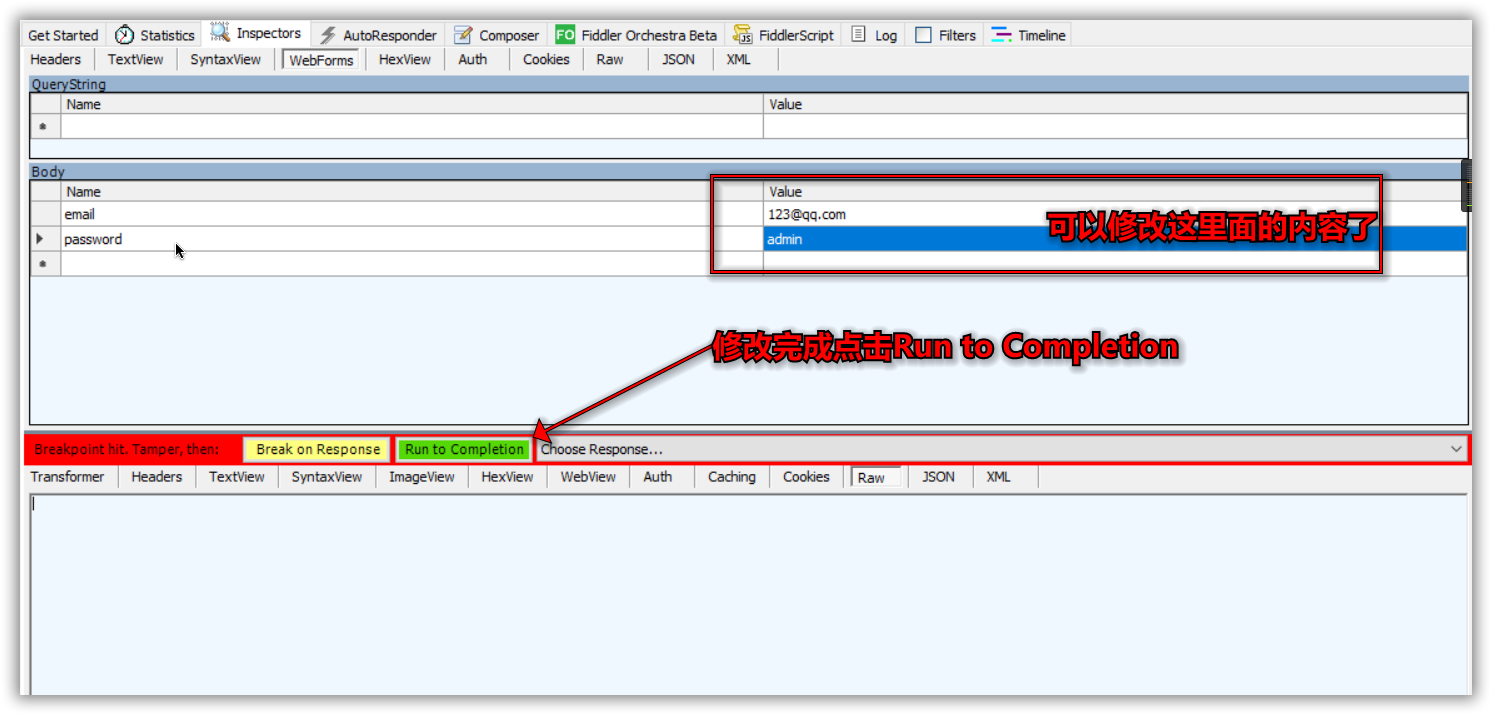 Get Started Statistics Inspectors AutoResponder Composer FO Fiddler Orchestra Beta FiddlerScript Log Filters Timeline
Headers TextView SyntaxView WebForms HexView Auth Cookies Raw JSON XML
QueryString
Name Value
Body
Name Value
email 123@qq.com
可以修改这里面的内容了
password admin
修改完成点击Run to Completion
Breakpoint hit. Tamper, then: Break on Response Run to Completion Choose Response...
Transformer Headers TextView SyntaxView ImageView HexView WebView Auth Caching Cookies Raw JSON XML